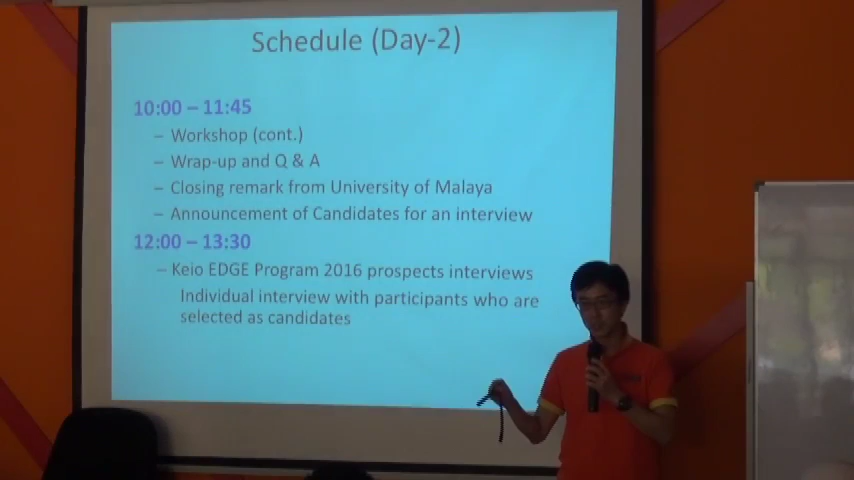 Schedule (Day-2)
10:00 – 11:45
– Workshop (cont.)
– Wrap-up and Q & A
– Closing remark from University of Malaya
– Announcement of Candidates for an interview
12:00 – 13:30
– Keio EDGE Program 2016 prospects interviews
Individual interview with participants who are
selected as candidates